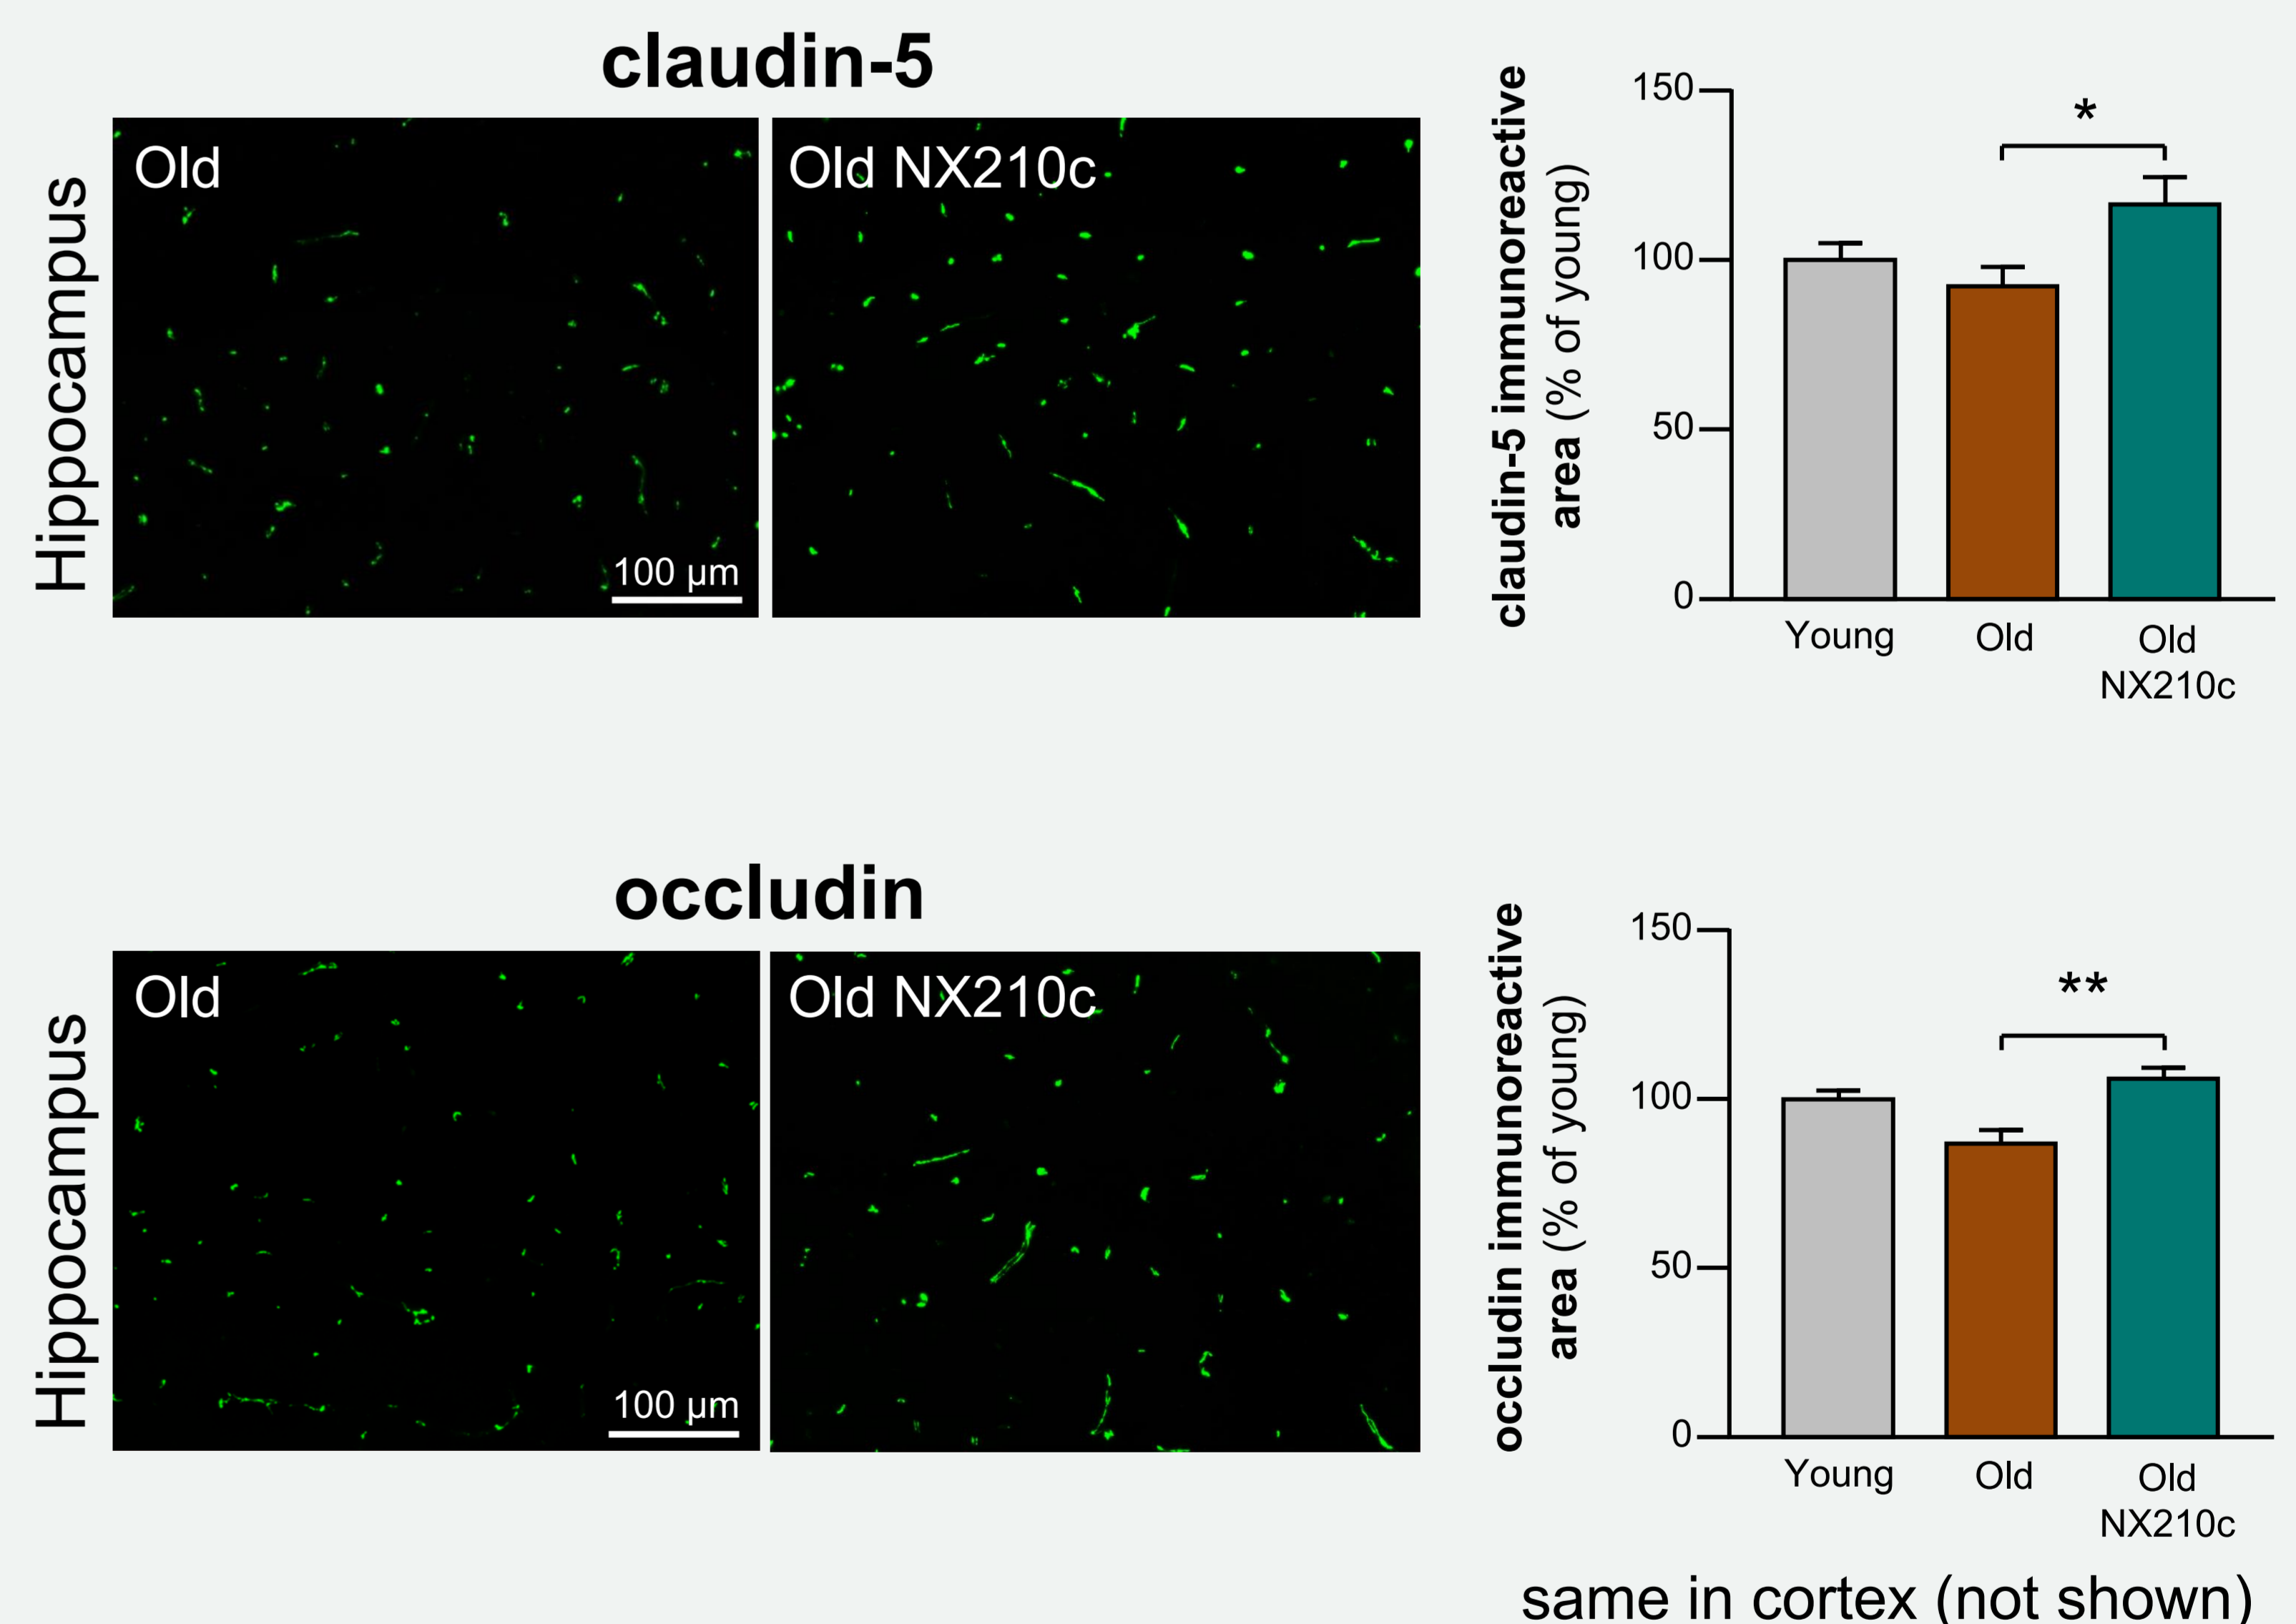 claudin-5
Hippocampus
Old
Old NX210c
100 µm
claudin-5 immunoreactive
area (% of young)
150
100
50
0
*
Young
Old
Old
NX210c
occludin
Hippocampus
Old
Old NX210c
100 µm
occludin immunoreactive
area (% of young)
150
100
50
0
**
Young
Old
Old
NX210c
same in cortex (not shown)